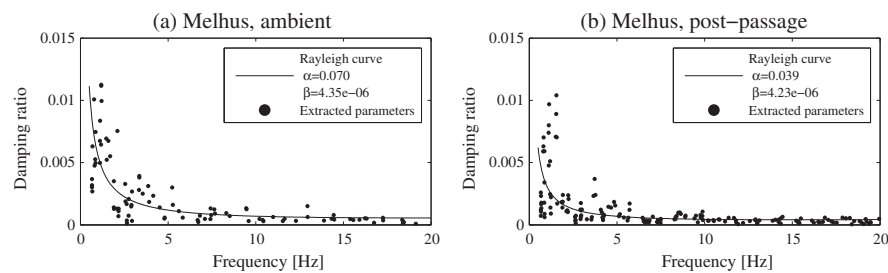 (a) Melhus, ambient
0.015
0.01
0.005
0
Damping ratio
Rayleigh curve
α=0.070
β=4.35e−06
Extracted parameters
0 5 10 15 20
Frequency [Hz]
(b) Melhus, post−passage
0.015
0.01
0.005
0
Damping ratio
Rayleigh curve
α=0.039
β=4.23e−06
Extracted parameters
0 5 10 15 20
Frequency [Hz]